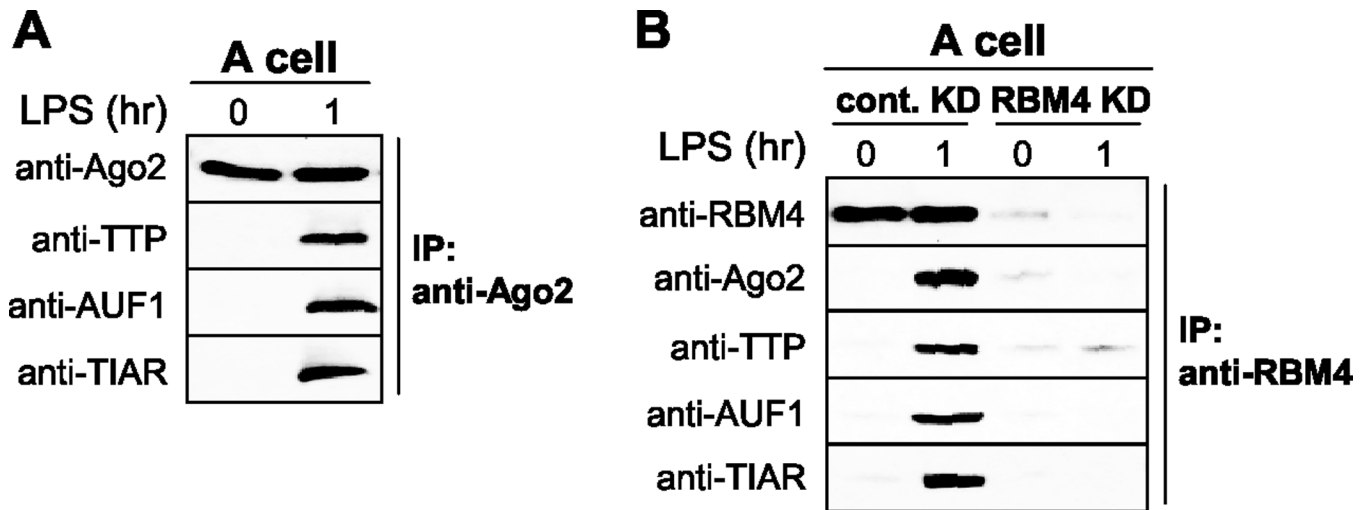 A
A cell
LPS (hr) 0 1
anti-Ago2
anti-TTP
anti-AUF1
anti-TIAR
IP:
anti-Ago2
B
A cell
cont. KD RBM4 KD
LPS (hr) 0 1 0 1
anti-RBM4
anti-Ago2
anti-TTP
anti-AUF1
anti-TIAR
IP:
anti-RBM4